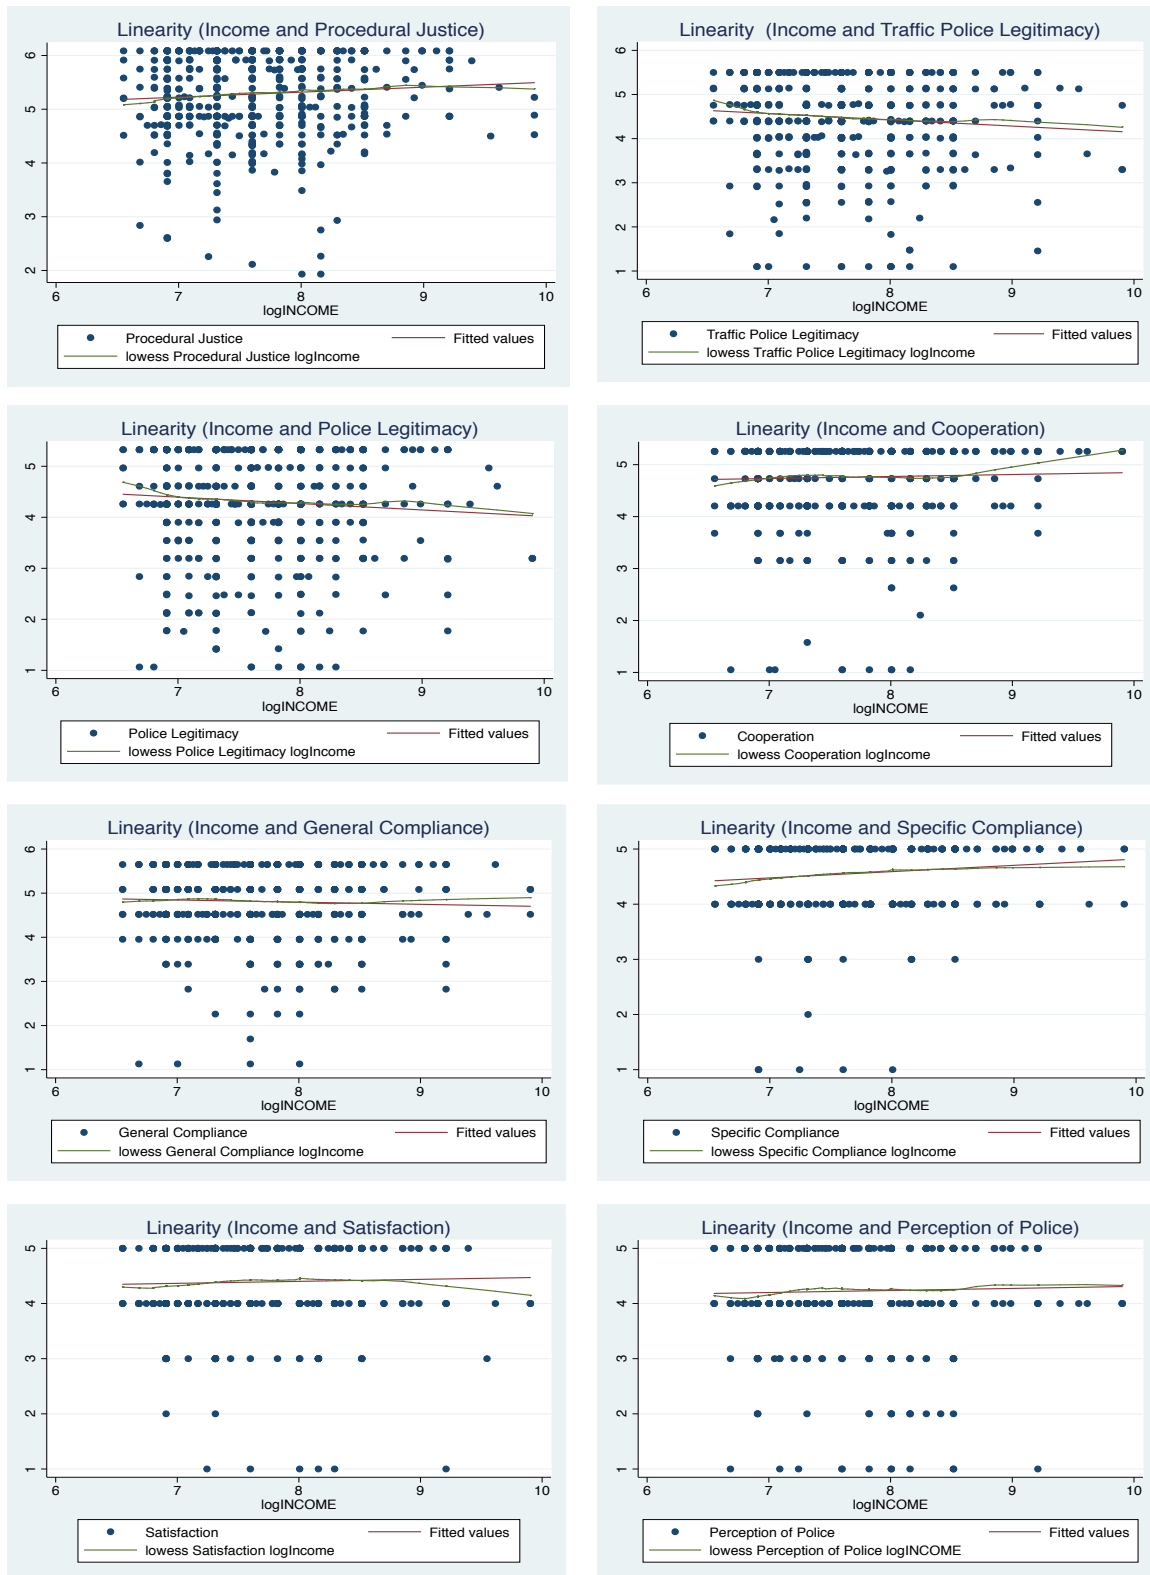 Linearity (Income and Procedural Justice)
6
5
4
3
2
6 7 8 9 10
logINCOME
Procedural Justice Fitted values
lowess Procedural Justice logIncome
Linearity (Income and Traffic Police Legitimacy)
6
5
4
3
2
1
6 7 8 9 10
logINCOME
Traffic Police Legitimacy Fitted values
lowess Traffic Police Legitimacy logIncome
Linearity (Income and Police Legitimacy)
5
4
3
2
1
6 7 8 9 10
logINCOME
Police Legitimacy Fitted values
lowess Police Legitimacy logIncome
Linearity (Income and Cooperation)
5
4
3
2
1
6 7 8 9 10
logINCOME
Cooperation Fitted values
lowess Cooperation logIncome
Linearity (Income and General Compliance)
6
5
4
3
2
1
6 7 8 9 10
logINCOME
General Compliance Fitted values
lowess General Compliance logIncome
Linearity (Income and Specific Compliance)
5
4
3
2
1
6 7 8 9 10
logINCOME
Specific Compliance Fitted values
lowess Specific Compliance logIncome
Linearity (Income and Satisfaction)
5
4
3
2
1
6 7 8 9 10
logINCOME
Satisfaction Fitted values
lowess Satisfaction logIncome
Linearity (Income and Perception of Police)
5
4
3
2
1
6 7 8 9 10
logINCOME
Perception of Police Fitted values
lowess Perception of Police logINCOME